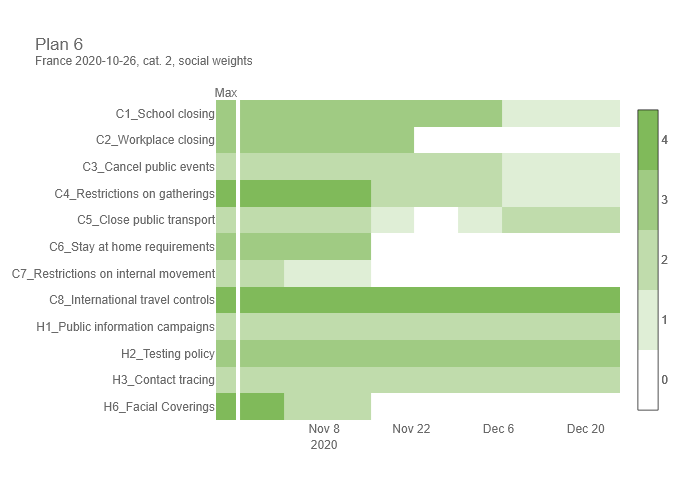 Plan 6
France 2020-10-26, cat. 2, social weights
Max
C1_School closing
C2_Workplace closing
C3_Cancel public events
C4_Restrictions on gatherings
C5_Close public transport
C6_Stay at home requirements
C7_Restrictions on internal movement
C8_International travel controls
H1_Public information campaigns
H2_Testing policy
H3_Contact tracing
H6_Facial Coverings
Nov 8
2020
Nov 22
Dec 6
Dec 20
4
3
2
1
0